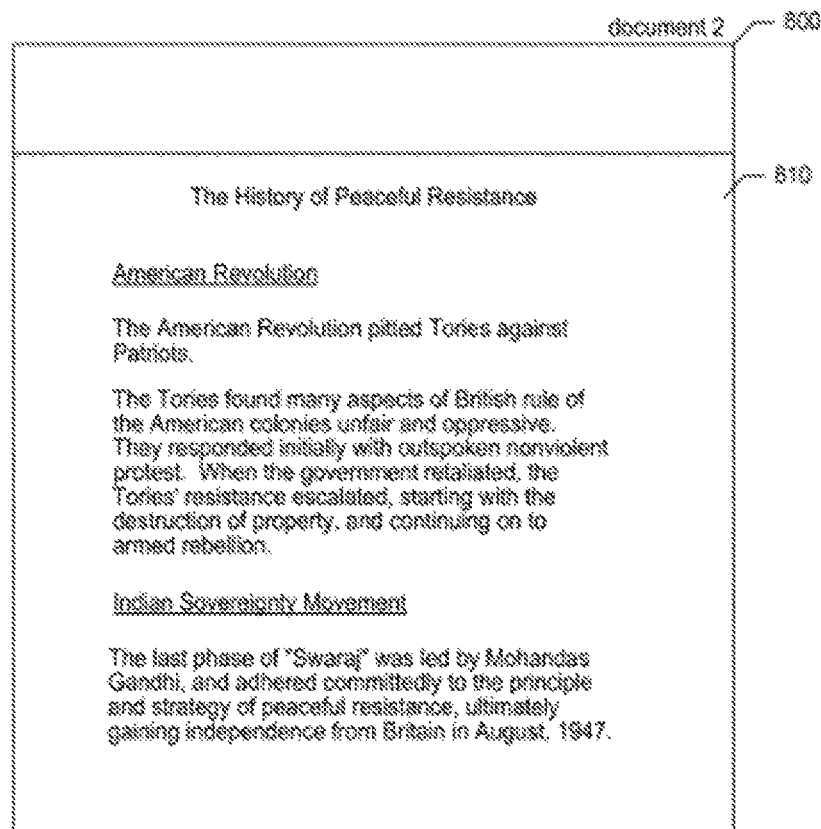 document 2
800
810
The History of Peaceful Resistance
American Revolution
The American Revolution pitted Tories against
Patriots.
The Tories found many aspects of British rule of
the American colonies unfair and oppressive.
They responded initially with outspoken nonviolent
protest.  When the government retaliated, the
Tories' resistance escalated, starting with the
destruction of property, and continuing on to
armed rebellion.
Indian Sovereignty Movement
The last phase of "Swaraj" was led by Mohandas
Gandhi, and adhered committedly to the principle
and strategy of peaceful resistance, ultimately
gaining independence from Britain in August, 1947.